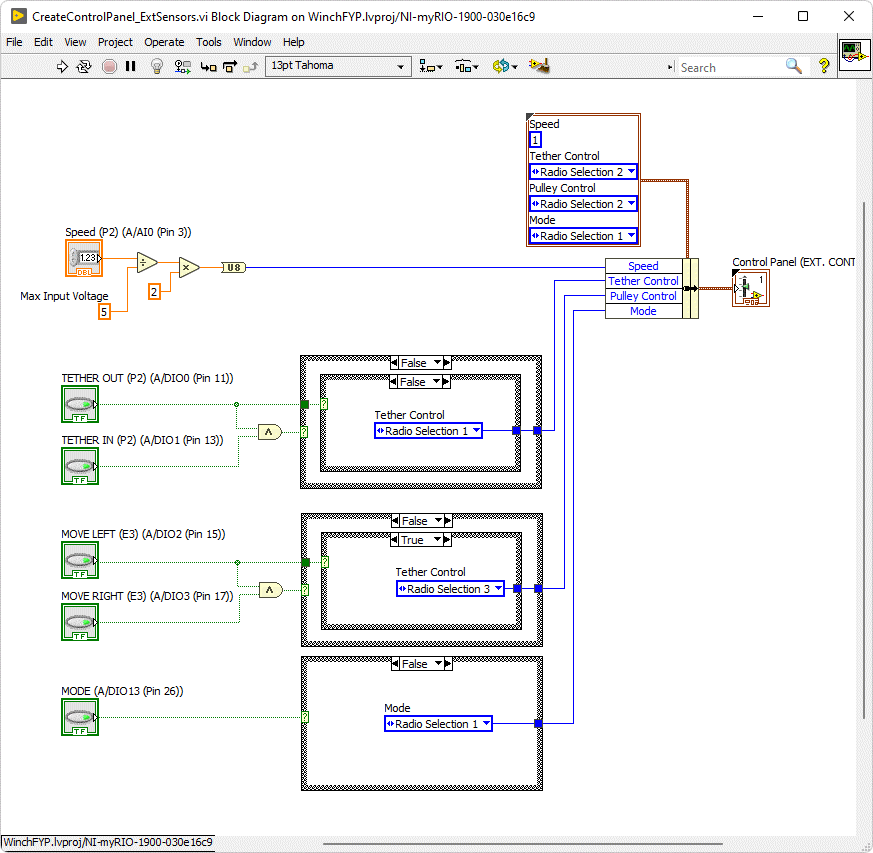 CreateControlPanel_ExtSensors.vi Block Diagram on WinchFYP.lvproj/NI-myRIO-1900-030e16c9
File Edit View Project Operate Tools Window Help
13pt Tahoma
Search
?
Speed
1
Tether Control
Radio Selection 2
Pulley Control
Radio Selection 2
Mode
Radio Selection 1
Speed (P2) (A/AI0 (Pin 3))
1.23
DBL
÷
×
U8
2
Max Input Voltage
5
Speed
Tether Control
Pulley Control
Mode
Control Panel (EXT. CONT
1
False
False
TETHER OUT (P2) (A/DIO0 (Pin 11))
TF
?
?
Tether Control
Radio Selection 1
TETHER IN (P2) (A/DIO1 (Pin 13))
TF
False
True
MOVE LEFT (E3) (A/DIO2 (Pin 15))
TF
?
?
Tether Control
Radio Selection 3
MOVE RIGHT (E3) (A/DIO3 (Pin 17))
TF
False
MODE (A/DIO13 (Pin 26))
TF
?
Mode
Radio Selection 1
WinchFYP.lvproj/NI-myRIO-1900-030e16c9